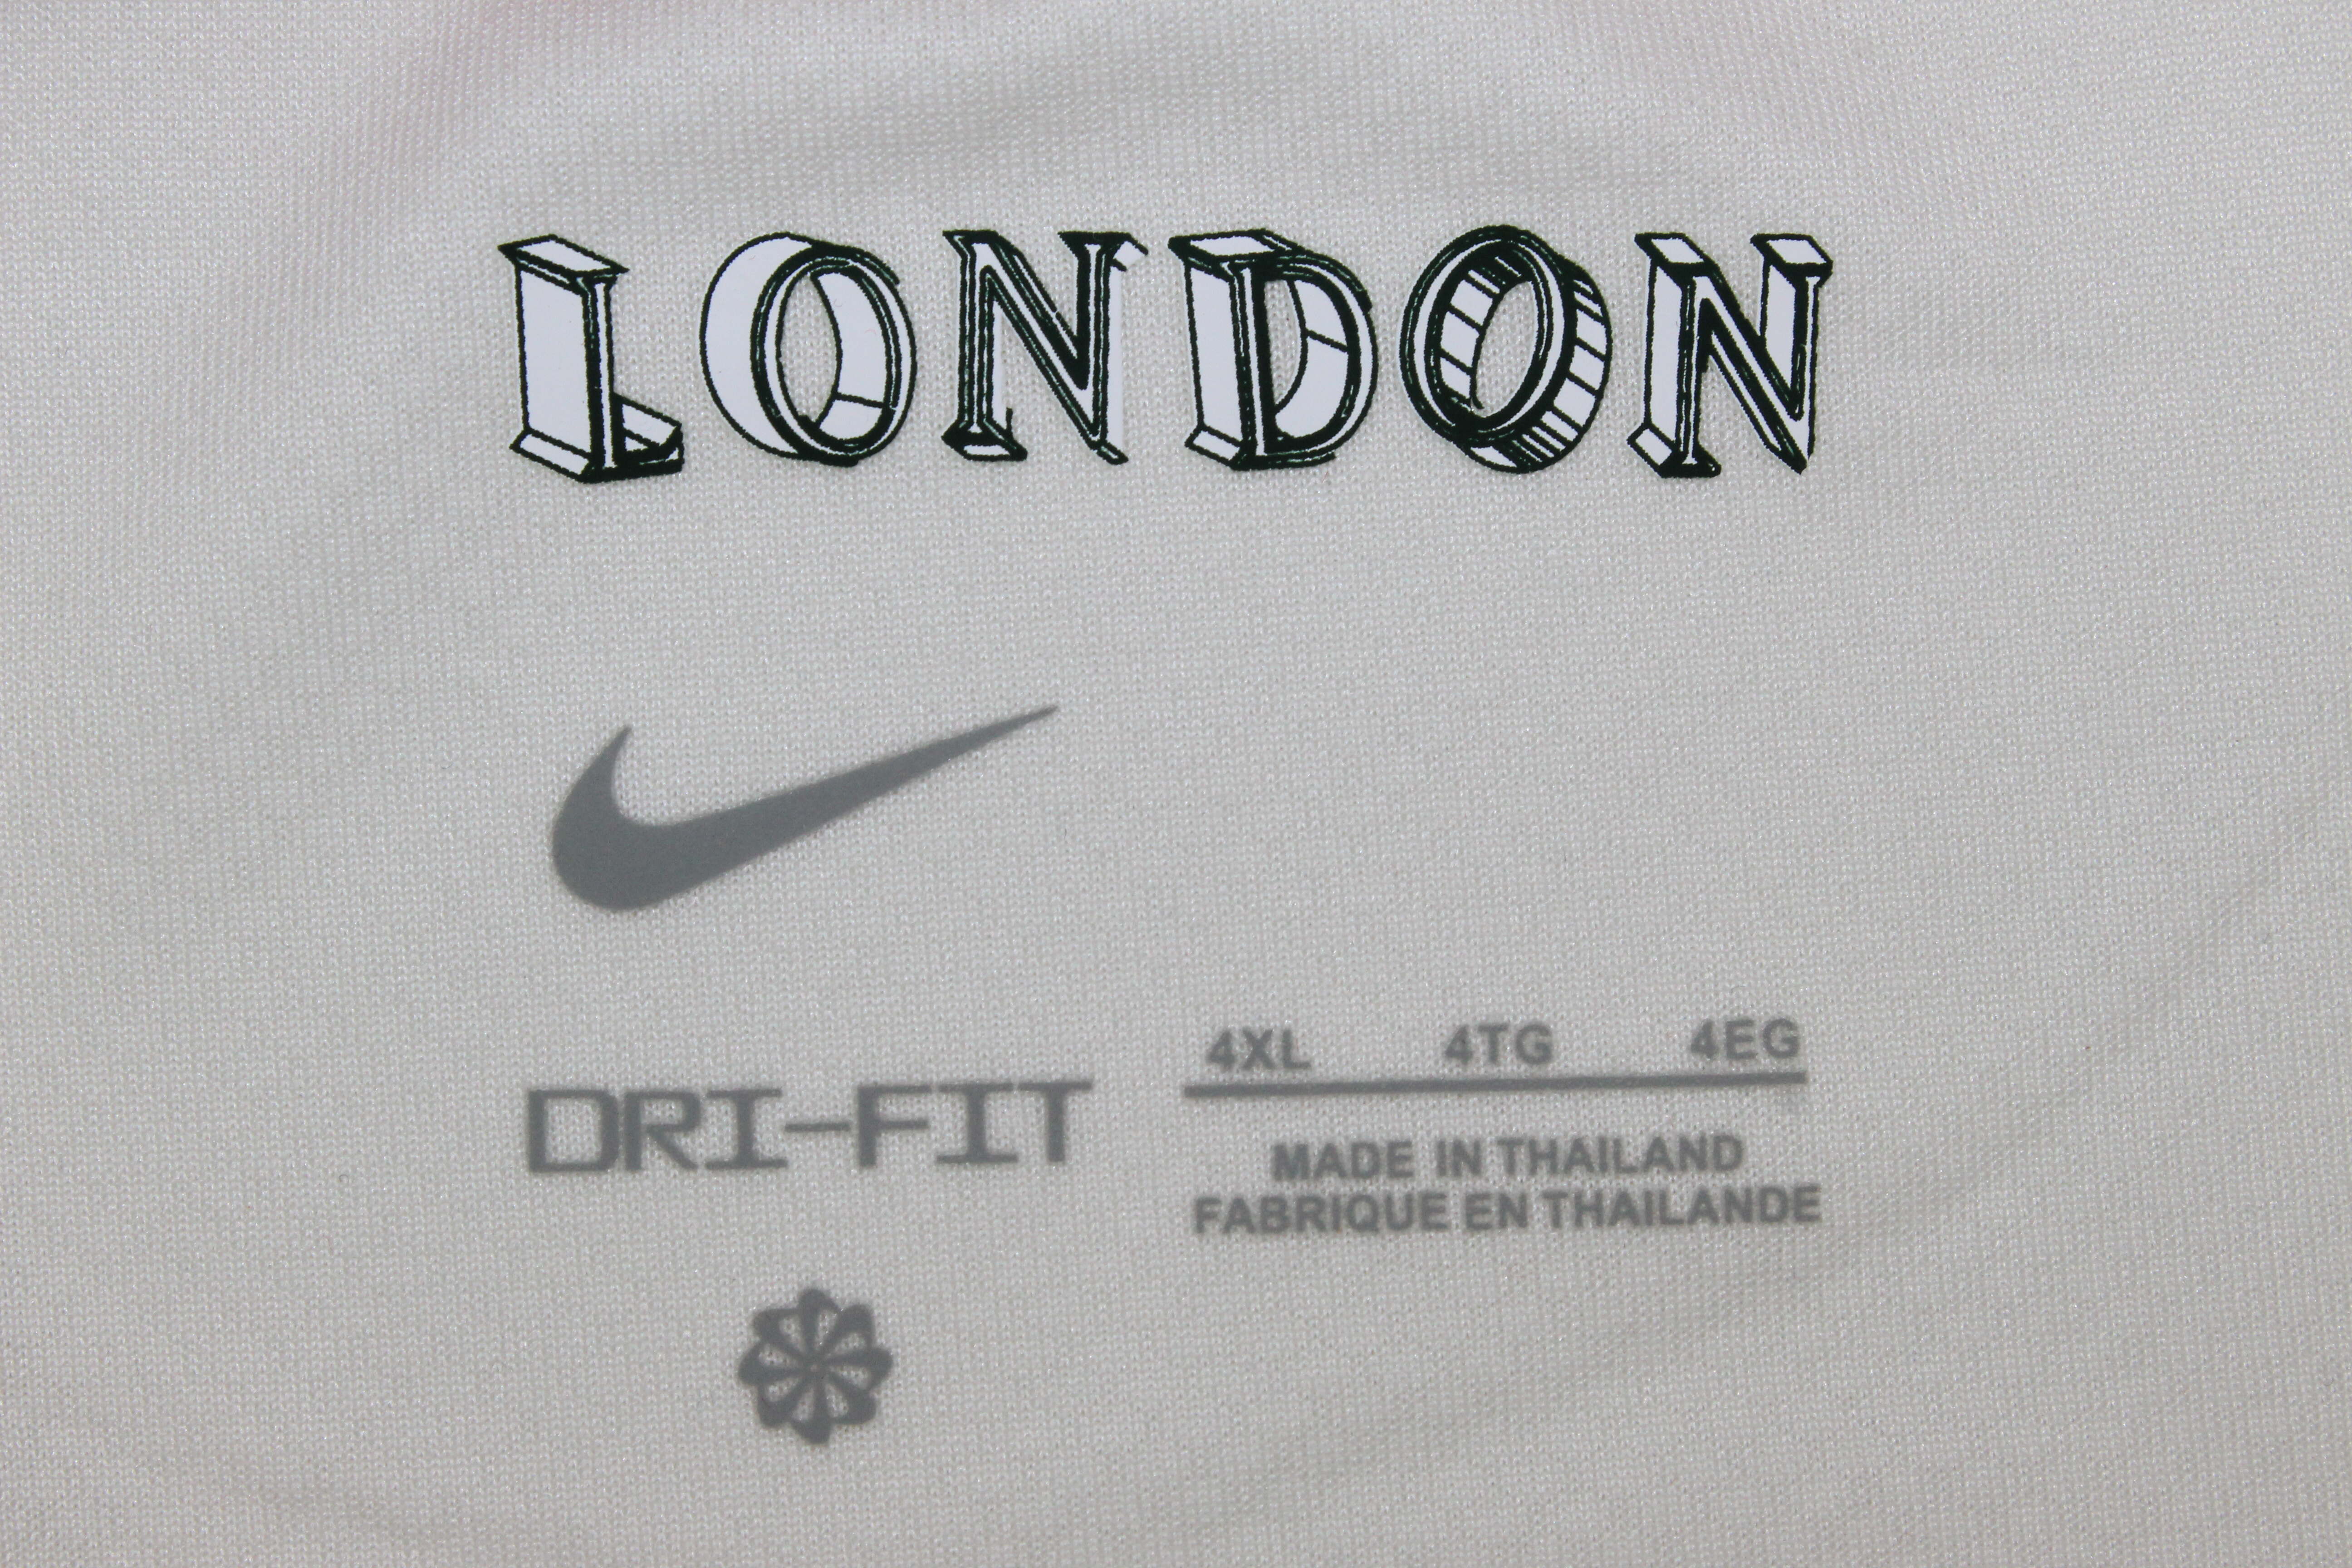 LONDON
DRI-FIT
4XL 4TG 4EG
MADE IN THAILAND
FABRIQUE EN THAILANDE